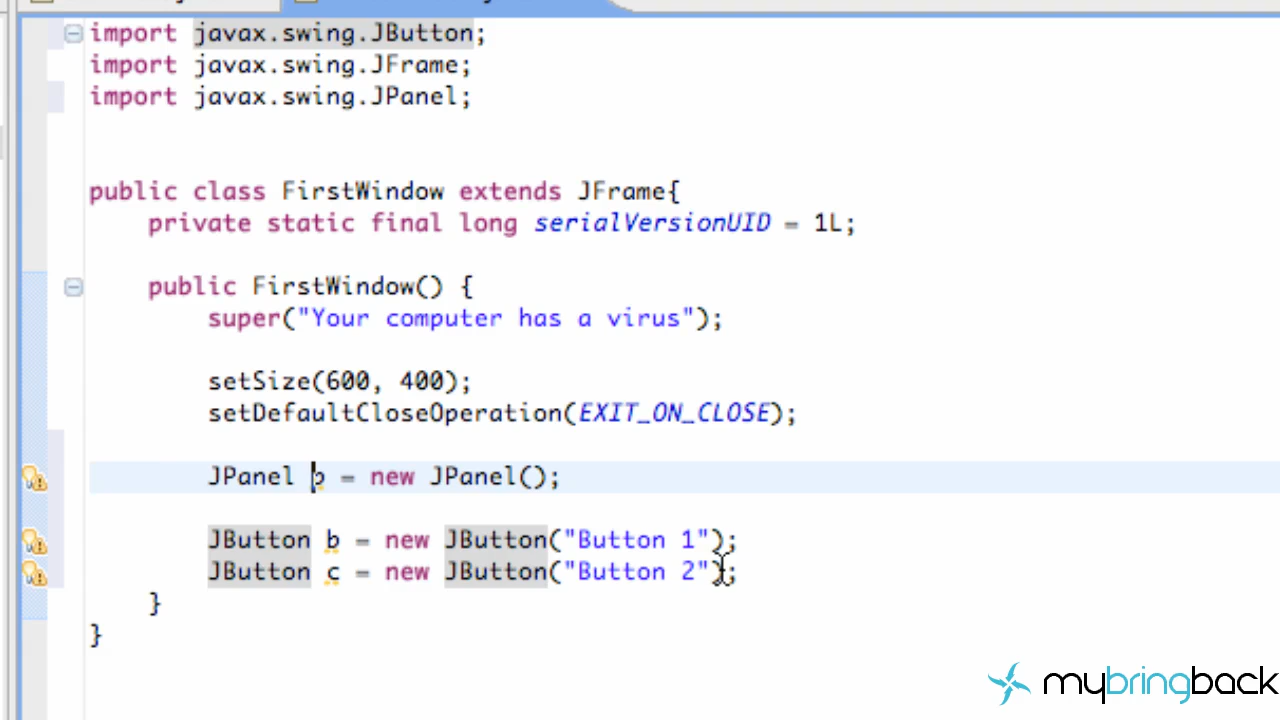 import javax.swing.JButton;
import javax.swing.JFrame;
import javax.swing.JPanel;
public class FirstWindow extends JFrame{
private static final long serialVersionUID = 1L;
public FirstWindow() {
super("Your computer has a virus");
setSize(600, 400);
setDefaultCloseOperation(EXIT_ON_CLOSE);
JPanel p = new JPanel();
JButton b = new JButton("Button 1");
JButton c = new JButton("Button 2");
}
}
mybringback